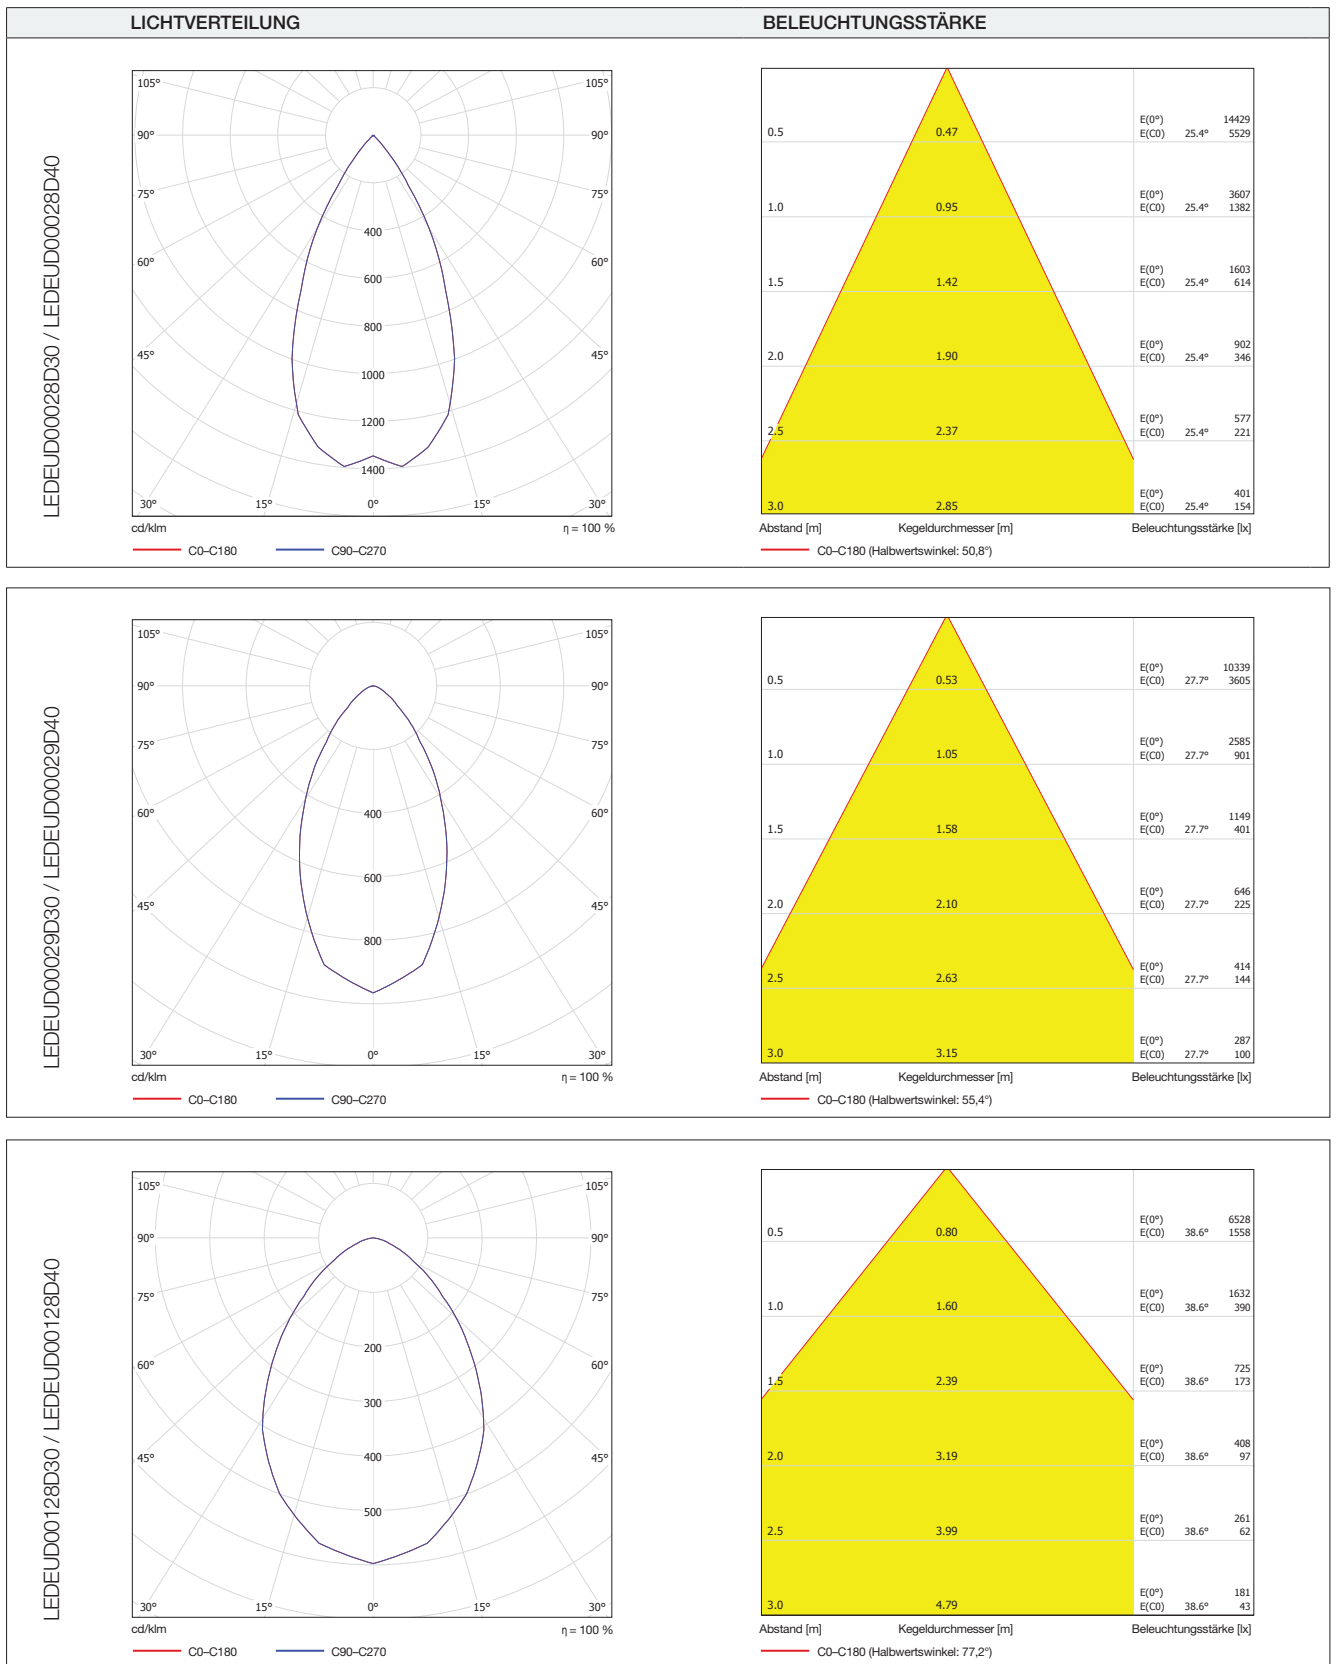 LICHTVERTEILUNG
BELEUCHTUNGSSTÄRKE
LEDEUD00028D30 / LEDEUD00028D40
105° 105°
90° 90°
75° 75°
60° 60°
45° 45°
400
600
800
1000
1200
1400
30° 15° 0° 15° 30°
cd/klm η = 100 %
C0–C180 C90–C270
0.5 0.47 E(0°) 14429
E(C0) 25.4° 5529
1.0 0.95 E(0°) 3607
E(C0) 25.4° 1382
1.5 1.42 E(0°) 1603
E(C0) 25.4° 614
2.0 1.90 E(0°) 902
E(C0) 25.4° 346
2.5 2.37 E(0°) 577
E(C0) 25.4° 221
3.0 2.85 E(0°) 401
E(C0) 25.4° 154
Abstand [m] Kegeldurchmesser [m] Beleuchtungsstärke [lx]
C0–C180 (Halbwertswinkel: 50,8°)
LEDEUD00029D30 / LEDEUD00029D40
105° 105°
90° 90°
75° 75°
60° 60°
45° 45°
400
600
800
30° 15° 0° 15° 30°
cd/klm η = 100 %
C0–C180 C90–C270
0.5 0.53 E(0°) 10339
E(C0) 27.7° 3605
1.0 1.05 E(0°) 2585
E(C0) 27.7° 901
1.5 1.58 E(0°) 1149
E(C0) 27.7° 401
2.0 2.10 E(0°) 646
E(C0) 27.7° 225
2.5 2.63 E(0°) 414
E(C0) 27.7° 144
3.0 3.15 E(0°) 287
E(C0) 27.7° 100
Abstand [m] Kegeldurchmesser [m] Beleuchtungsstärke [lx]
C0–C180 (Halbwertswinkel: 55,4°)
LEDEUD00128D30 / LEDEUD00128D40
105° 105°
90° 90°
75° 75°
60° 60°
45° 45°
200
300
400
500
30° 15° 0° 15° 30°
cd/klm η = 100 %
C0–C180 C90–C270
0.5 0.80 E(0°) 6528
E(C0) 38.6° 1558
1.0 1.60 E(0°) 1632
E(C0) 38.6° 390
1.5 2.39 E(0°) 725
E(C0) 38.6° 173
2.0 3.19 E(0°) 408
E(C0) 38.6° 97
2.5 3.99 E(0°) 261
E(C0) 38.6° 62
3.0 4.79 E(0°) 181
E(C0) 38.6° 43
Abstand [m] Kegeldurchmesser [m] Beleuchtungsstärke [lx]
C0–C180 (Halbwertswinkel: 77,2°)